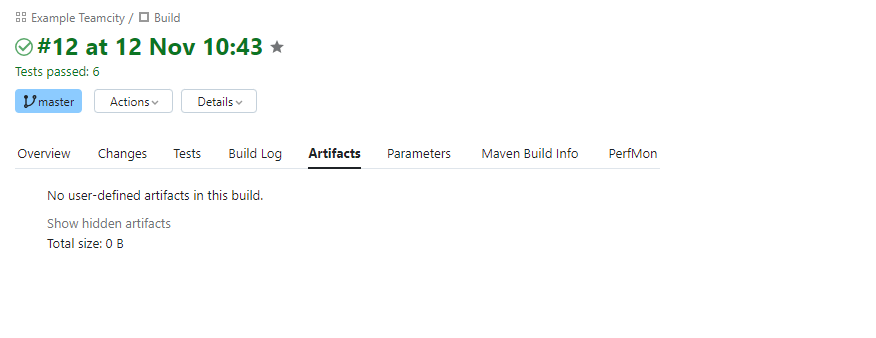 Example Teamcity / Build
#12 at 12 Nov 10:43
Tests passed: 6
master Actions Details
Overview Changes Tests Build Log Artifacts Parameters Maven Build Info PerfMon
No user-defined artifacts in this build.
Show hidden artifacts
Total size: 0 B